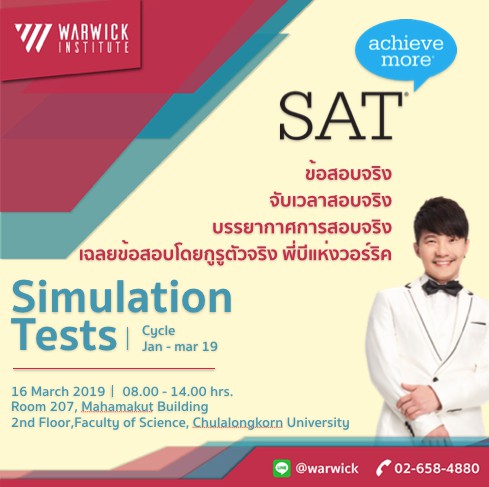 WARWICK
INSTITUTE
achieve
more
SAT®
ข้อสอบจริง
จับเวลาสอบจริง
บรรยากาศการสอบจริง
เฉลยข้อสอบโดยกูรูตัวจริง พี่บีแห่งวอร์ริค
Simulation
Tests | Cycle
Jan - mar 19
16 March 2019 | 08.00 - 14.00 hrs.
Room 207, Mahamakut Building
2nd Floor,Faculty of Science, Chulalongkorn University
LINE @warwick 02-658-4880